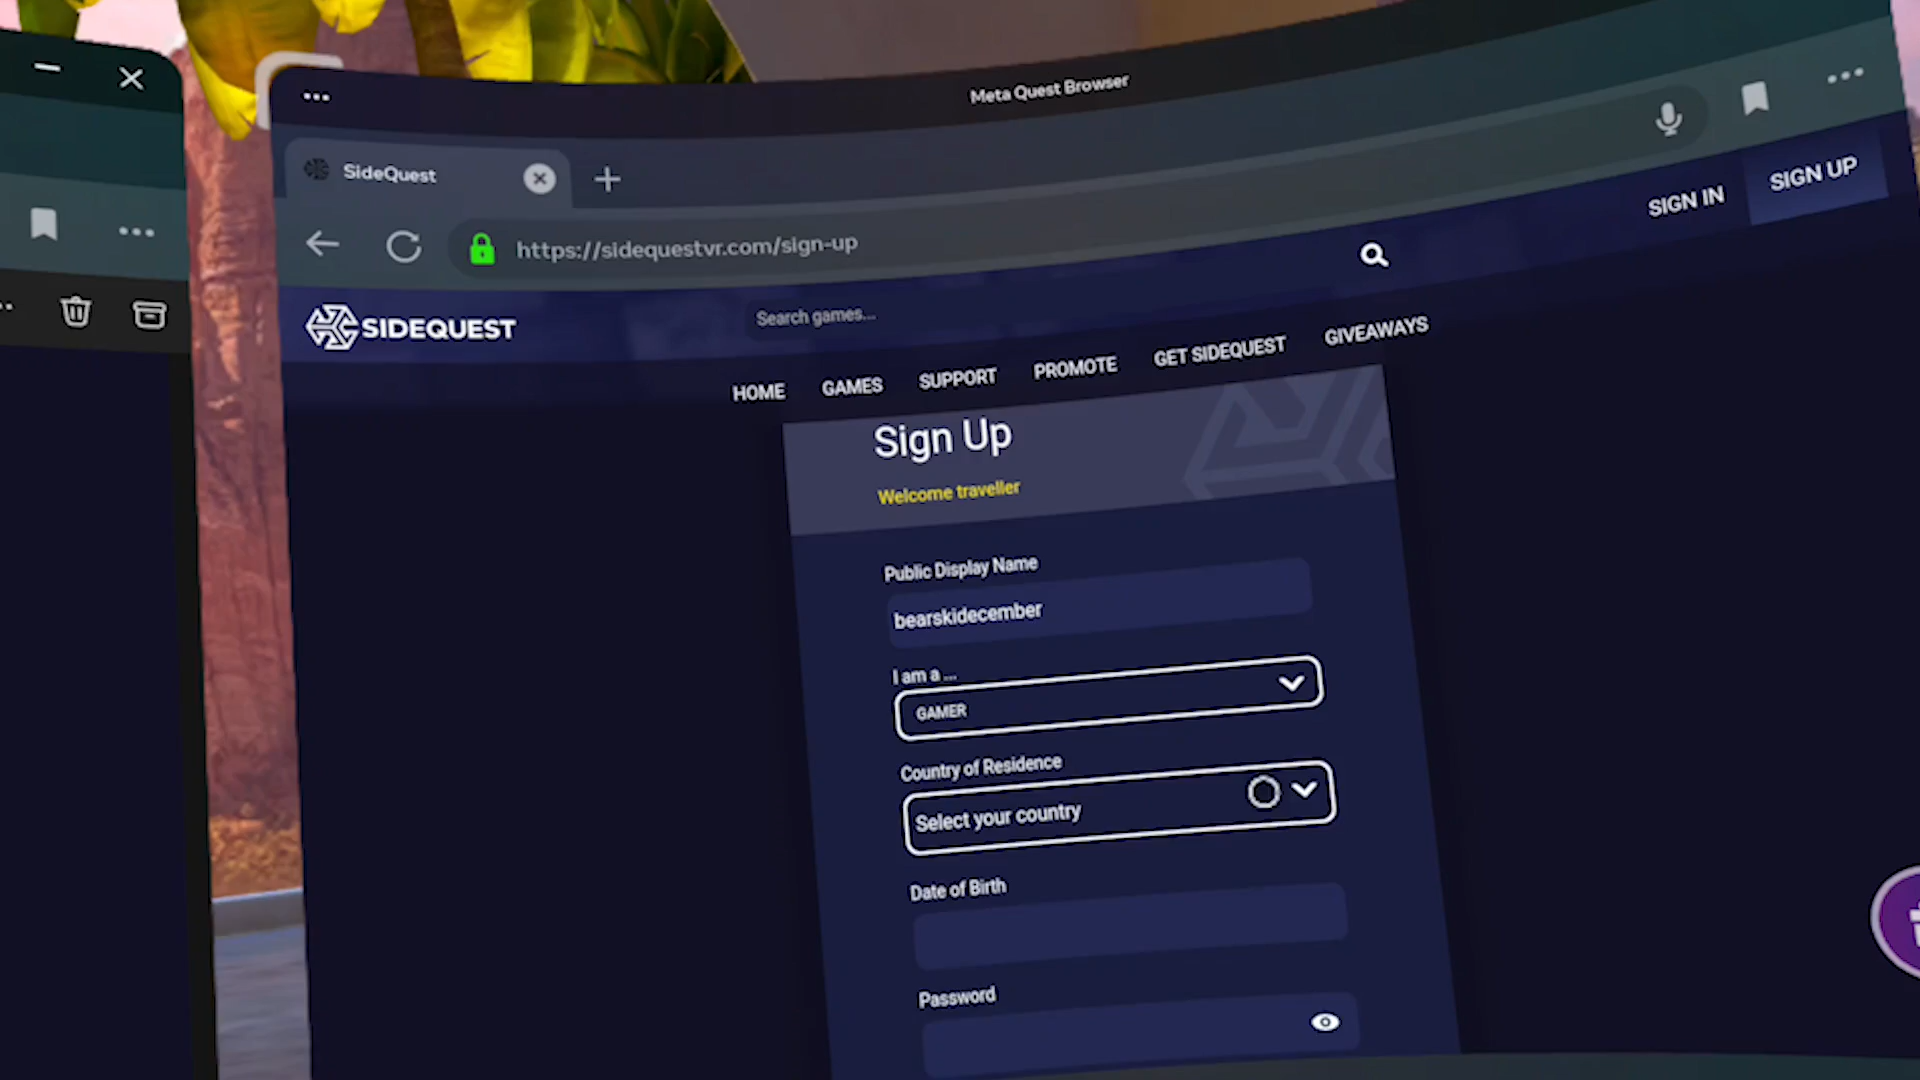 Meta Quest Browser
SideQuest
https://sidequestvr.com/sign-up
SIGN IN
SIGN UP
SIDEQUEST
Search games...
HOME
GAMES
SUPPORT
PROMOTE
GET SIDEQUEST
GIVEAWAYS
Sign Up
Welcome traveller
Public Display Name
bearskidecember
I am a ...
GAMER
Country of Residence
Select your country
Date of Birth
Password